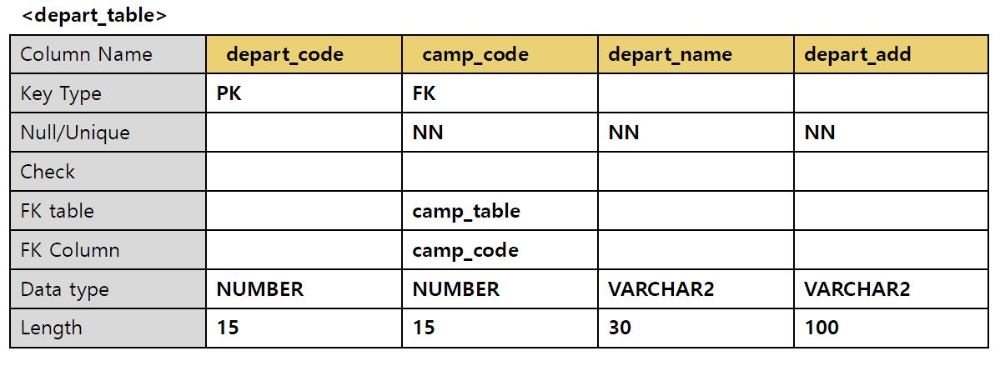 <depart_table>
Column Name depart_code camp_code depart_name depart_add
Key Type PK FK
Null/Unique NN NN NN
Check
FK table camp_table
FK Column camp_code
Data type NUMBER NUMBER VARCHAR2 VARCHAR2
Length 15 15 30 100